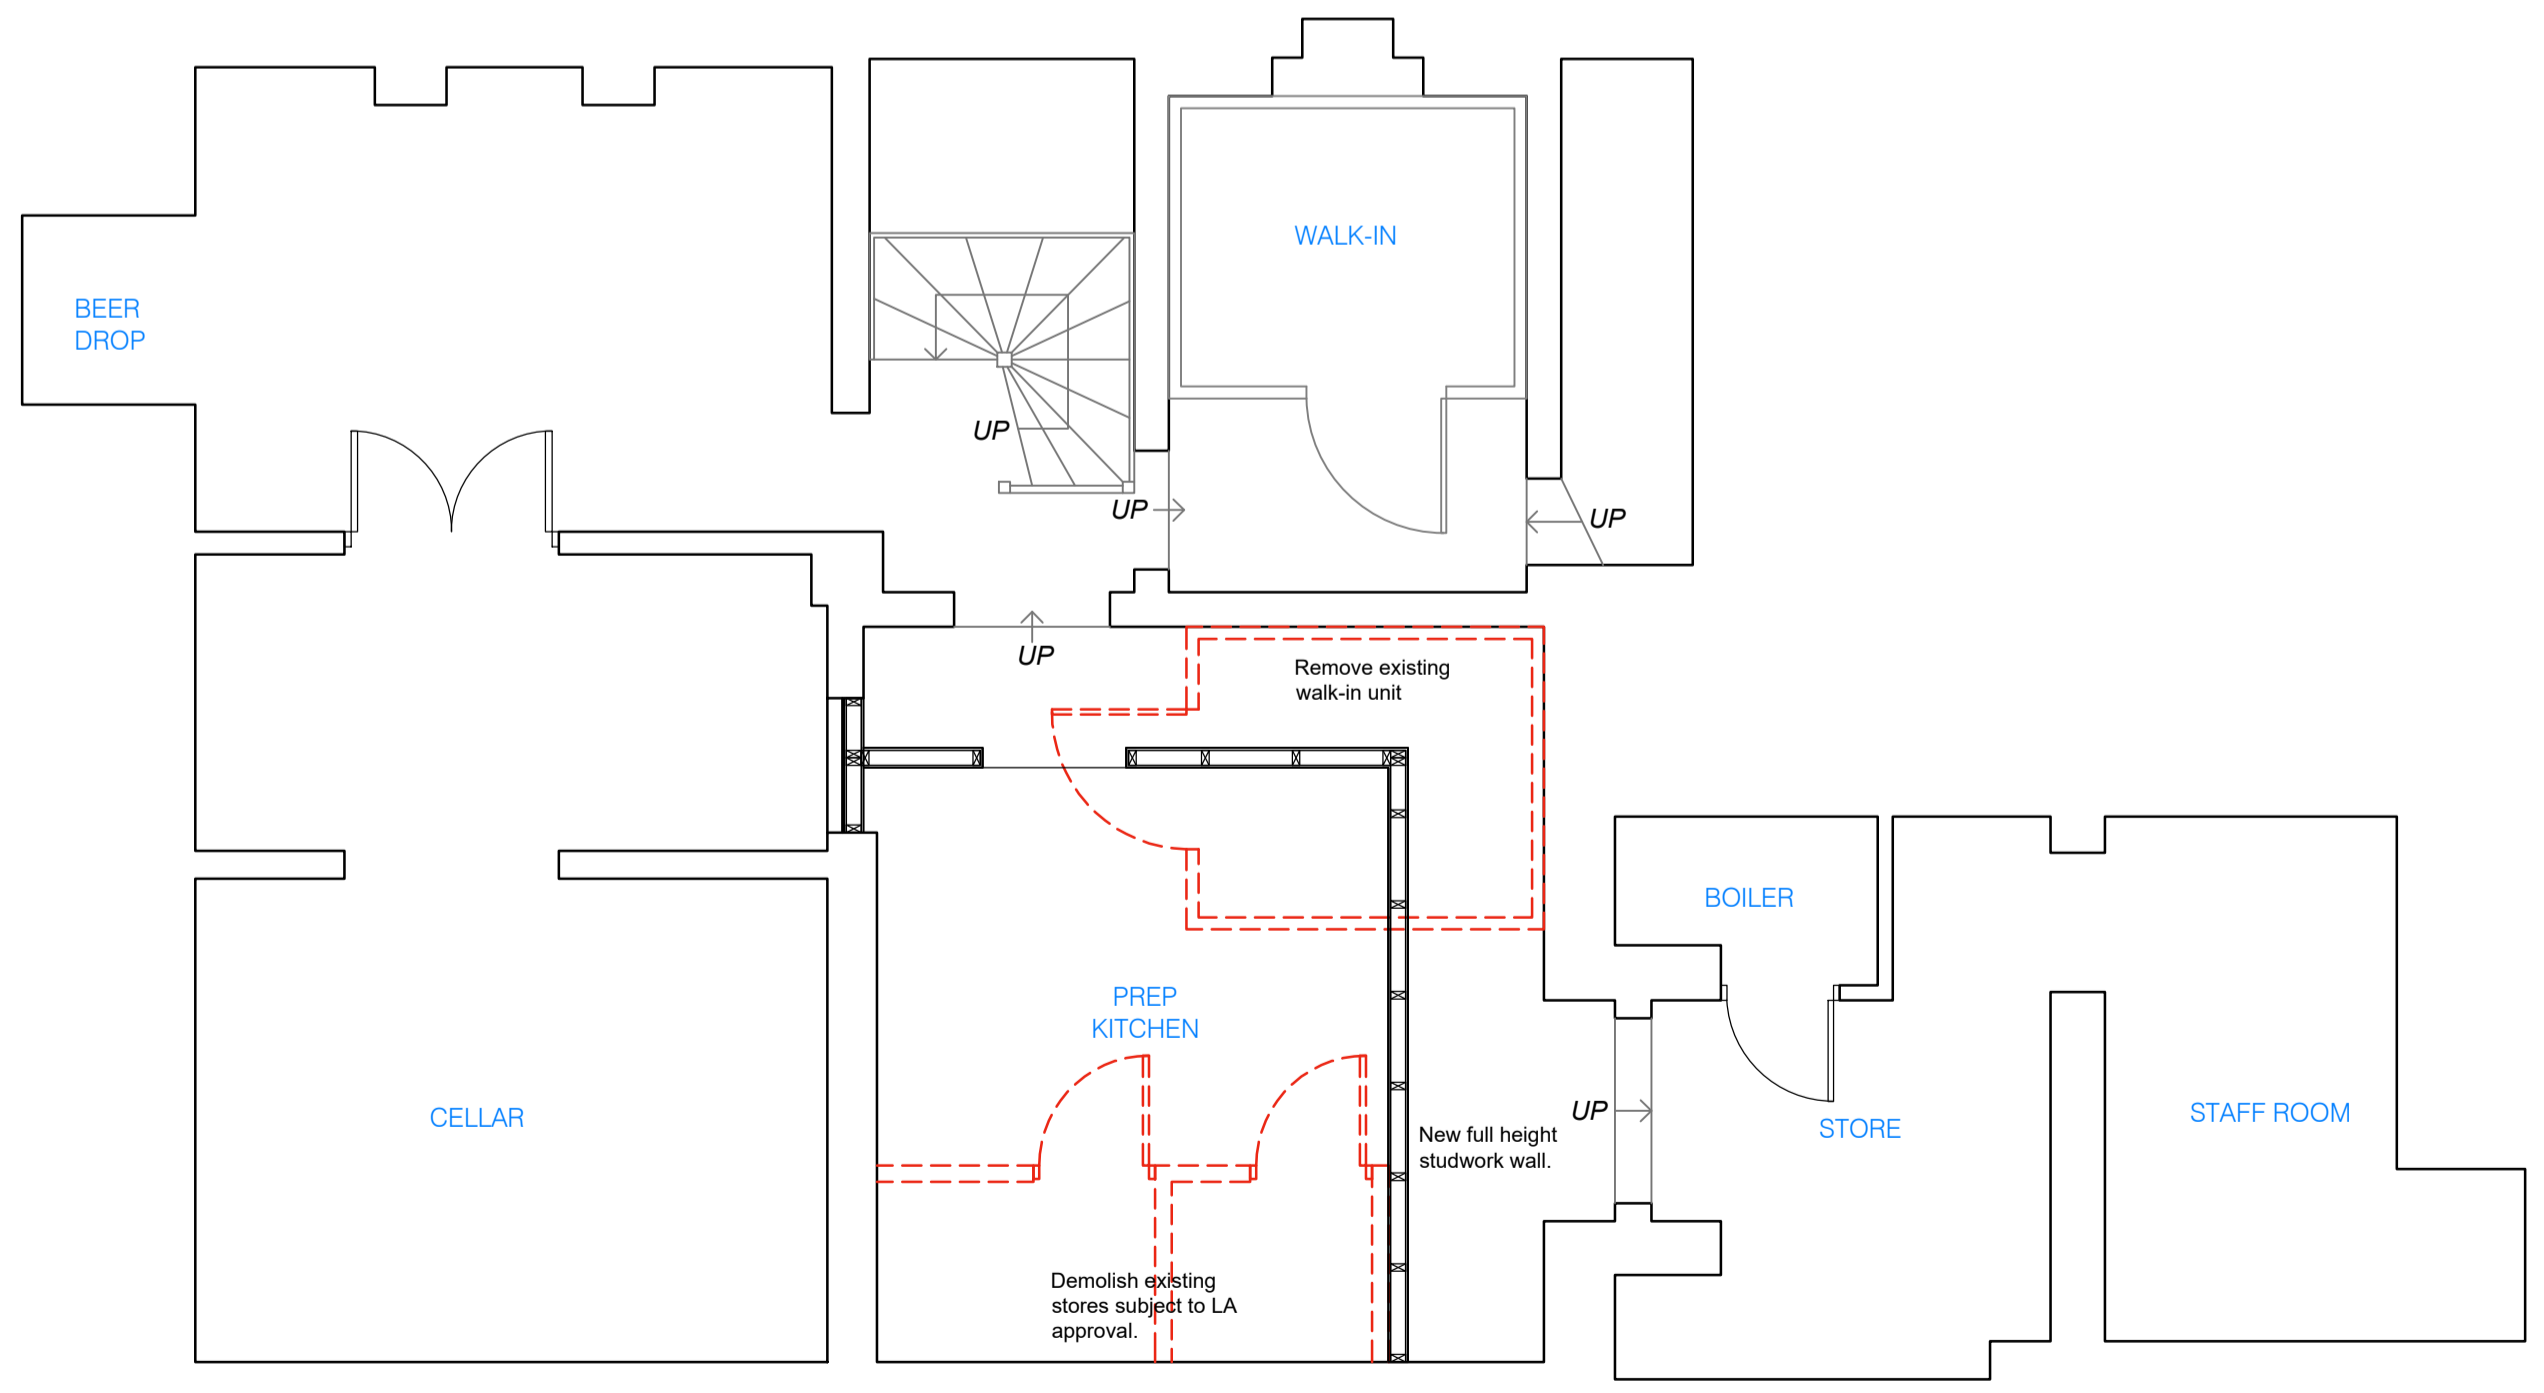 WALK-IN
BEER
DROP
UP
UP
UP
UP
Remove existing
walk-in unit
BOILER
PREP
KITCHEN
CELLAR
UP
STAFF ROOM
STORE
New full height
studwork wall.
Demolish existing
stores subject to LA
approval.